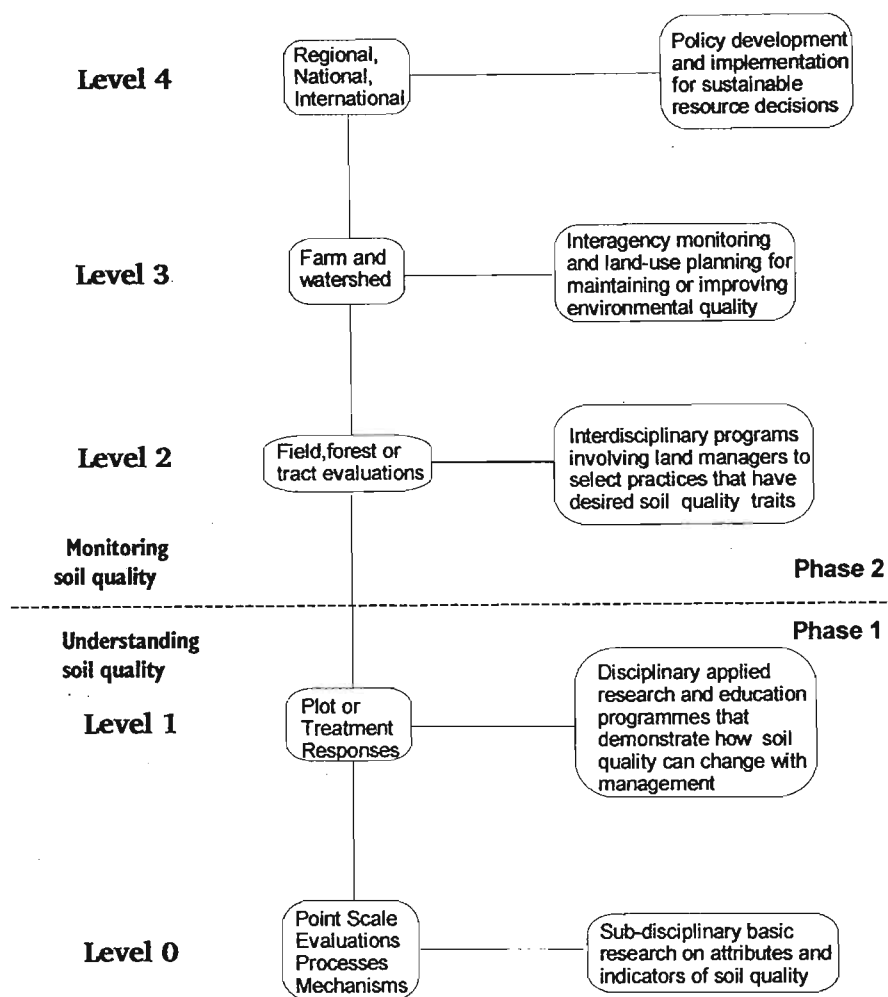 Level 4
Regional,
National,
International
Policy development
and implementation
for sustainable
resource decisions
Level 3
Farm and
watershed
Interagency monitoring
and land-use planning for
maintaining or improving
environmental quality
Level 2
Field,forest or
tract evaluations
Interdisciplinary programs
involving land managers to
select practices that have
desired soil quality traits
Monitoring
soil quality
Phase 2
Understanding
soil quality
Phase 1
Level 1
Plot or
Treatment
Responses
Disciplinary applied
research and education
programmes that
demonstrate how soil
quality can change with
management
Level 0
Point Scale
Evaluations
Processes
Mechanisms
Sub-disciplinary basic
research on attributes and
indicators of soil quality